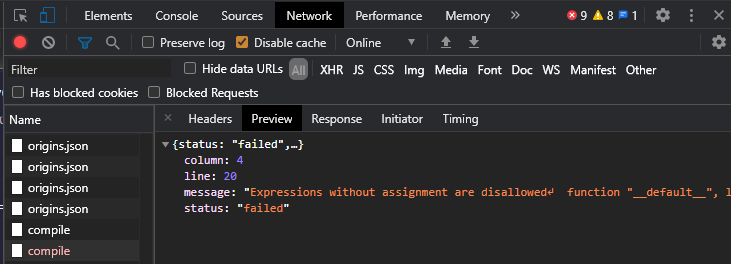 Elements Console Sources Network Performance Memory » 9 8 1
Preserve log Disable cache Online
Filter Hide data URLs All XHR JS CSS Img Media Font Doc WS Manifest Other
Has blocked cookies Blocked Requests
Name × Headers Preview Response Initiator Timing
origins.json
origins.json
origins.json
origins.json
compile
compile
{status: "failed",…}
column: 4
line: 20
message: "Expressions without assignment are disallowed↵ function "__default__", l
status: "failed"